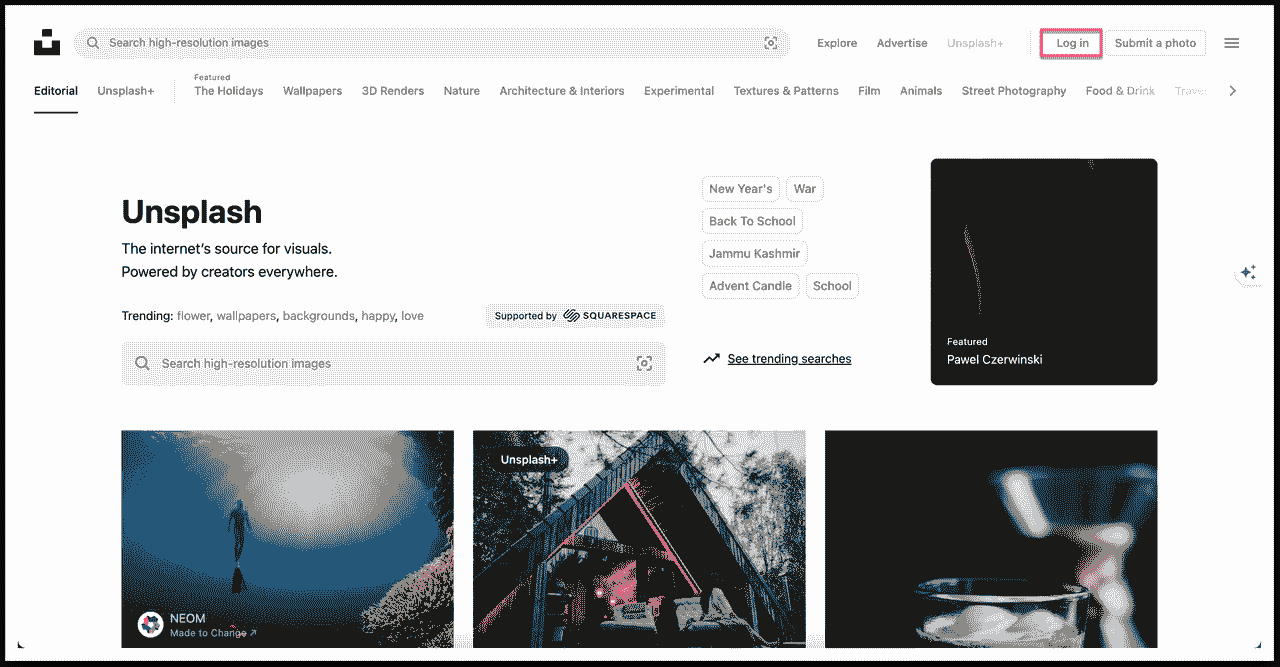 Search high-resolution images
Explore
Advertise
Unsplash+
Log in
Submit a photo
Editorial
Unsplash+
Featured
The Holidays
Wallpapers
3D Renders
Nature
Architecture & Interiors
Experimental
Textures & Patterns
Film
Animals
Street Photography
Food & Drink
Trave
Unsplash
The internet's source for visuals.
Powered by creators everywhere.
Trending: flower, wallpapers, backgrounds, happy, love
Supported by SQUARESPACE
Search high-resolution images
New Year's
War
Back To School
Jammu Kashmir
Advent Candle
School
See trending searches
Featured
Pawel Czerwinski
NEOM
Made to Change
Unsplash+